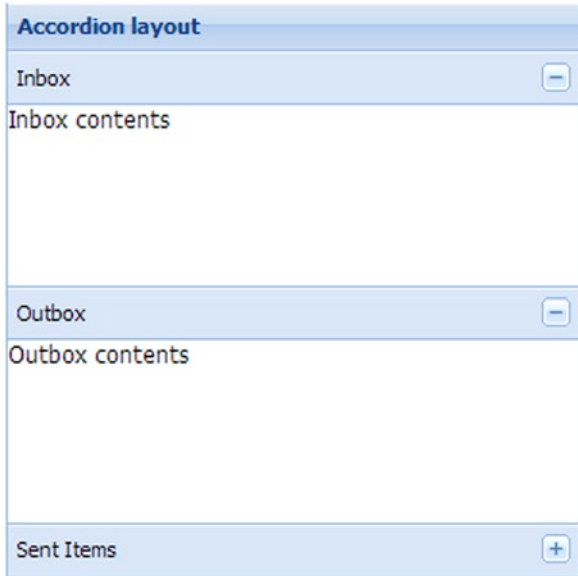 Accordion layout
Inbox
Inbox contents
Outbox
Outbox contents
Sent Items